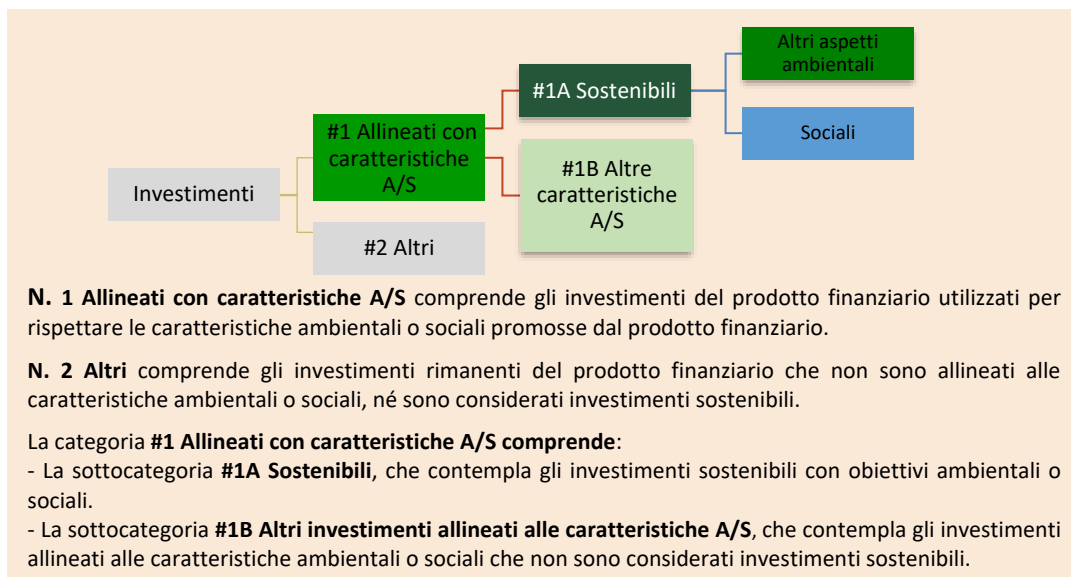 Altri aspetti
ambientali
#1A Sostenibili
#1 Allineati con
caratteristiche
A/S
Sociali
#1B Altre
caratteristiche
A/S
Investimenti
#2 Altri
N. 1 Allineati con caratteristiche A/S comprende gli investimenti del prodotto finanziario utilizzati per
rispettare le caratteristiche ambientali o sociali promosse dal prodotto finanziario.
N. 2 Altri comprende gli investimenti rimanenti del prodotto finanziario che non sono allineati alle
caratteristiche ambientali o sociali, né sono considerati investimenti sostenibili.
La categoria #1 Allineati con caratteristiche A/S comprende:
- La sottocategoria #1A Sostenibili, che contempla gli investimenti sostenibili con obiettivi ambientali o
sociali.
- La sottocategoria #1B Altri investimenti allineati alle caratteristiche A/S, che contempla gli investimenti
allineati alle caratteristiche ambientali o sociali che non sono considerati investimenti sostenibili.